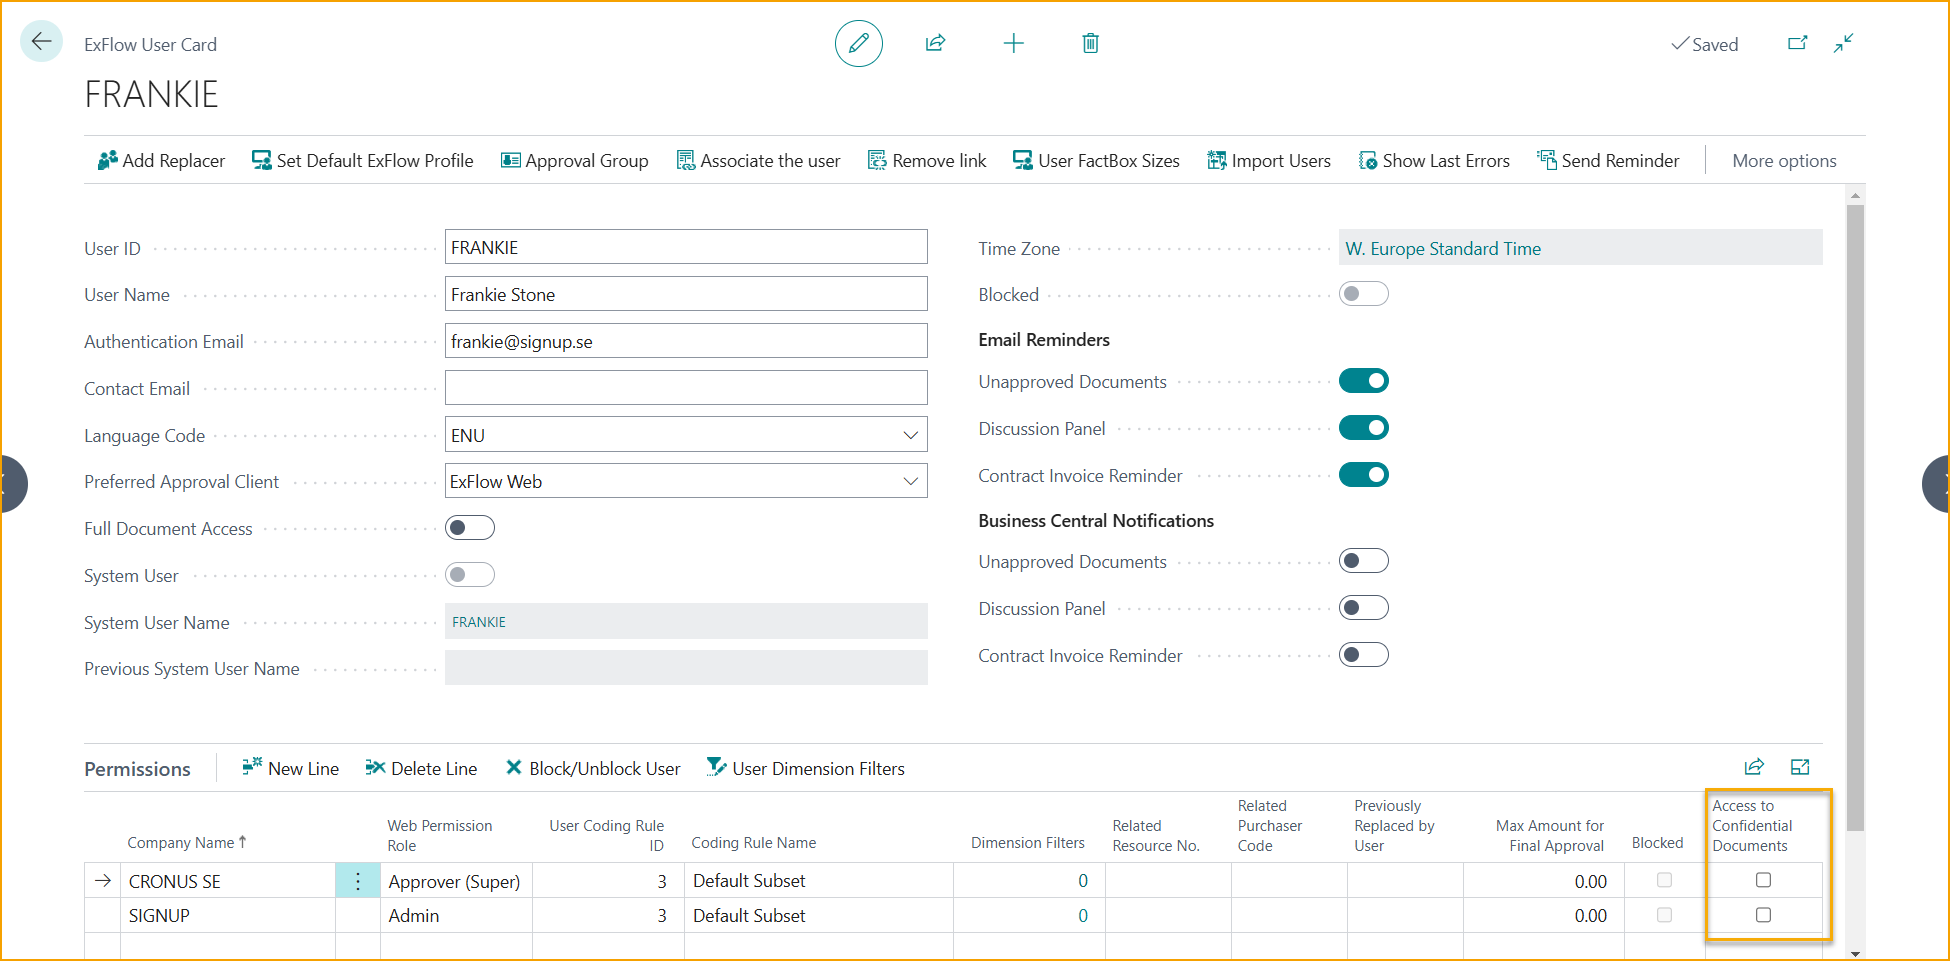 ExFlow User Card
Saved
FRANKIE
Add Replacer Set Default ExFlow Profile Approval Group Associate the user Remove link User FactBox Sizes Import Users Show Last Errors Send Reminder More options
User ID FRANKIE
User Name Frankie Stone
Authentication Email frankie@signup.se
Contact Email
Language Code ENU
Preferred Approval Client ExFlow Web
Full Document Access
System User
System User Name FRANKIE
Previous System User Name
Time Zone W. Europe Standard Time
Blocked
Email Reminders
Unapproved Documents
Discussion Panel
Contract Invoice Reminder
Business Central Notifications
Unapproved Documents
Discussion Panel
Contract Invoice Reminder
Permissions New Line Delete Line Block/Unblock User User Dimension Filters
Company Name
Web Permission
Role
User Coding Rule
ID
Coding Rule Name
Dimension Filters
Related
Resource No.
Related
Purchaser
Code
Previously
Replaced by
User
Max Amount for
Final Approval
Blocked
Access to
Confidential
Documents
CRONUS SE Approver (Super) 3 Default Subset 0 0.00
SIGNUP Admin 3 Default Subset 0 0.00